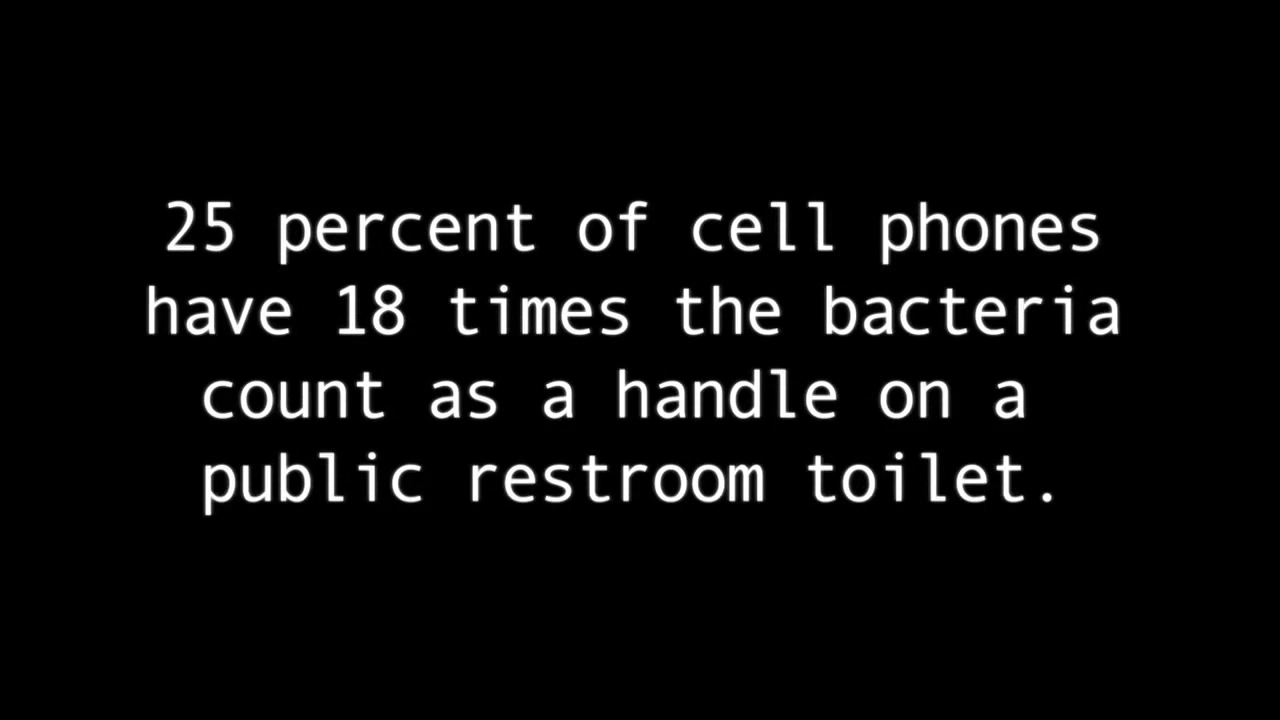 25 percent of cell phones
have 18 times the bacteria
count as a handle on a
public restroom toilet.